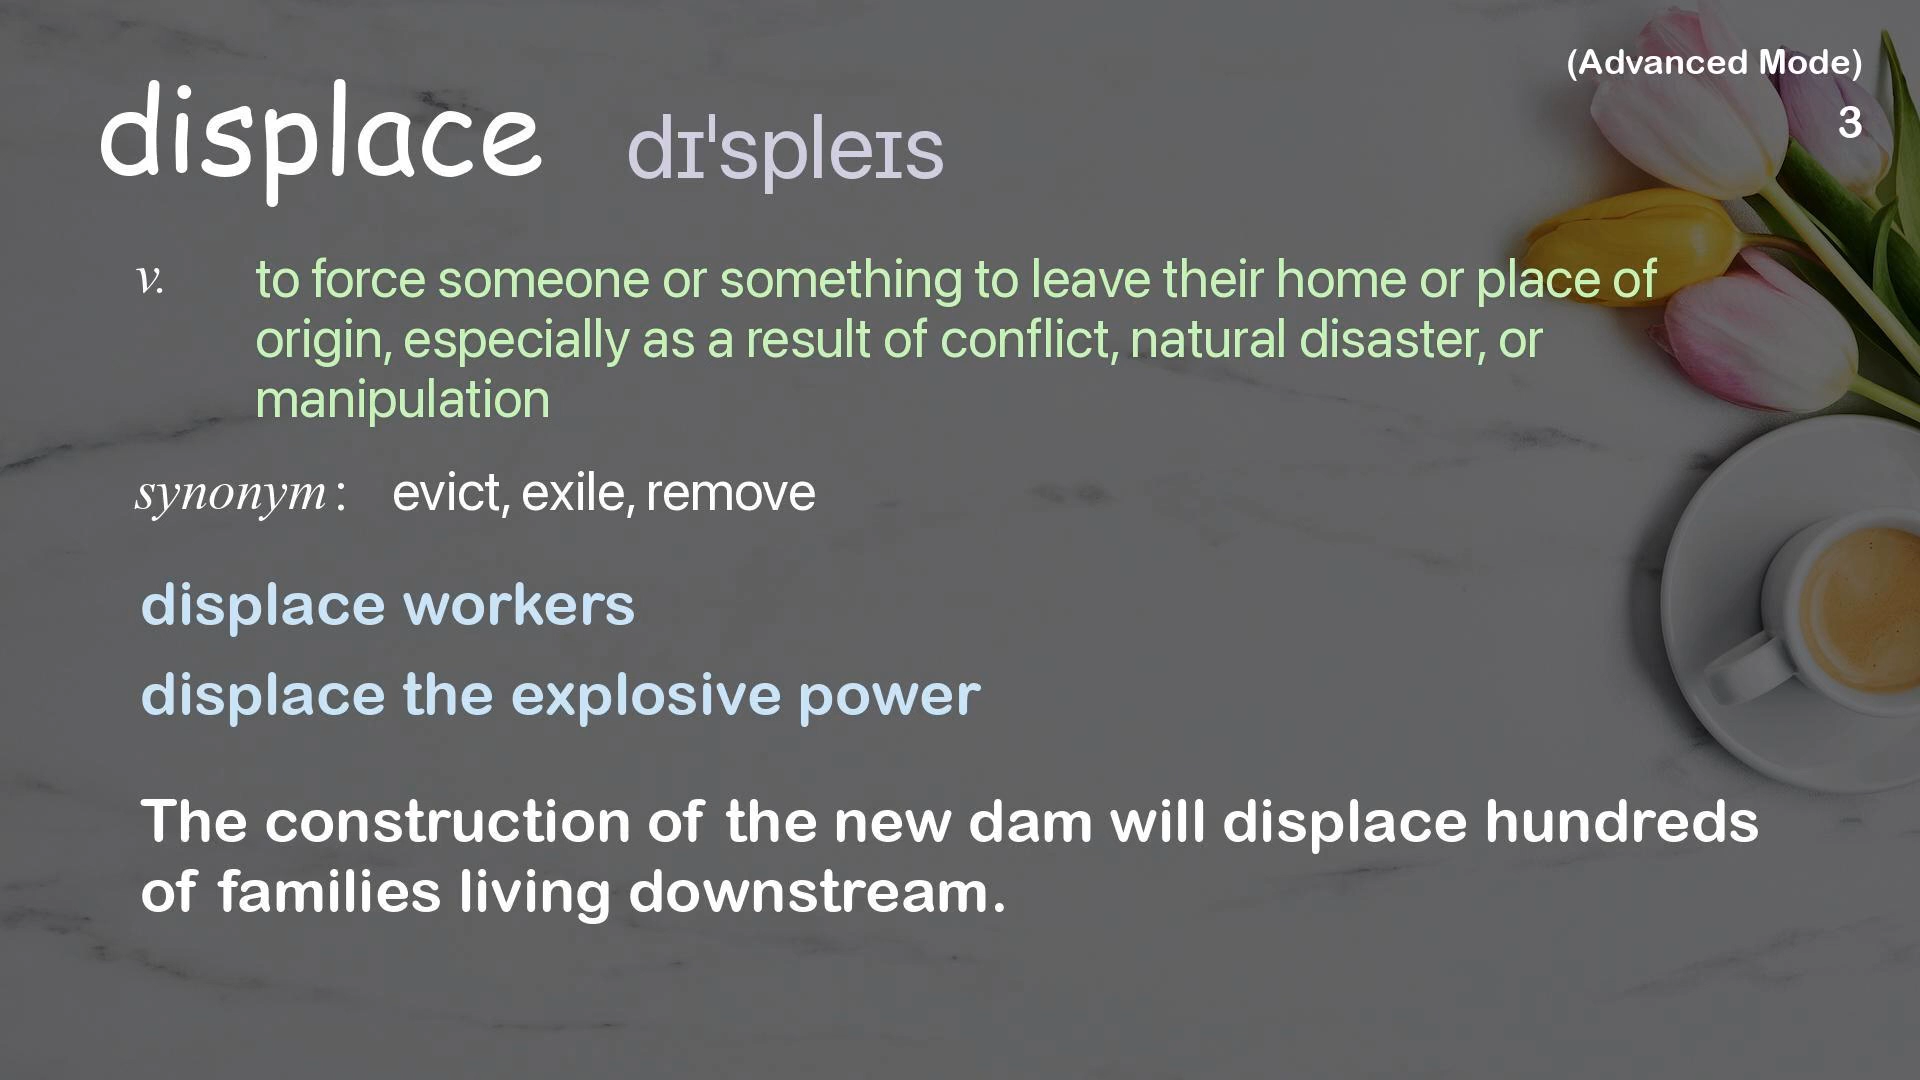 (Advanced Mode)
3
displace dɪˈspleɪs
v. to force someone or something to leave their home or place of
origin, especially as a result of conflict, natural disaster, or
manipulation
synonym : evict, exile, remove
displace workers
displace the explosive power
The construction of the new dam will displace hundreds
of families living downstream.